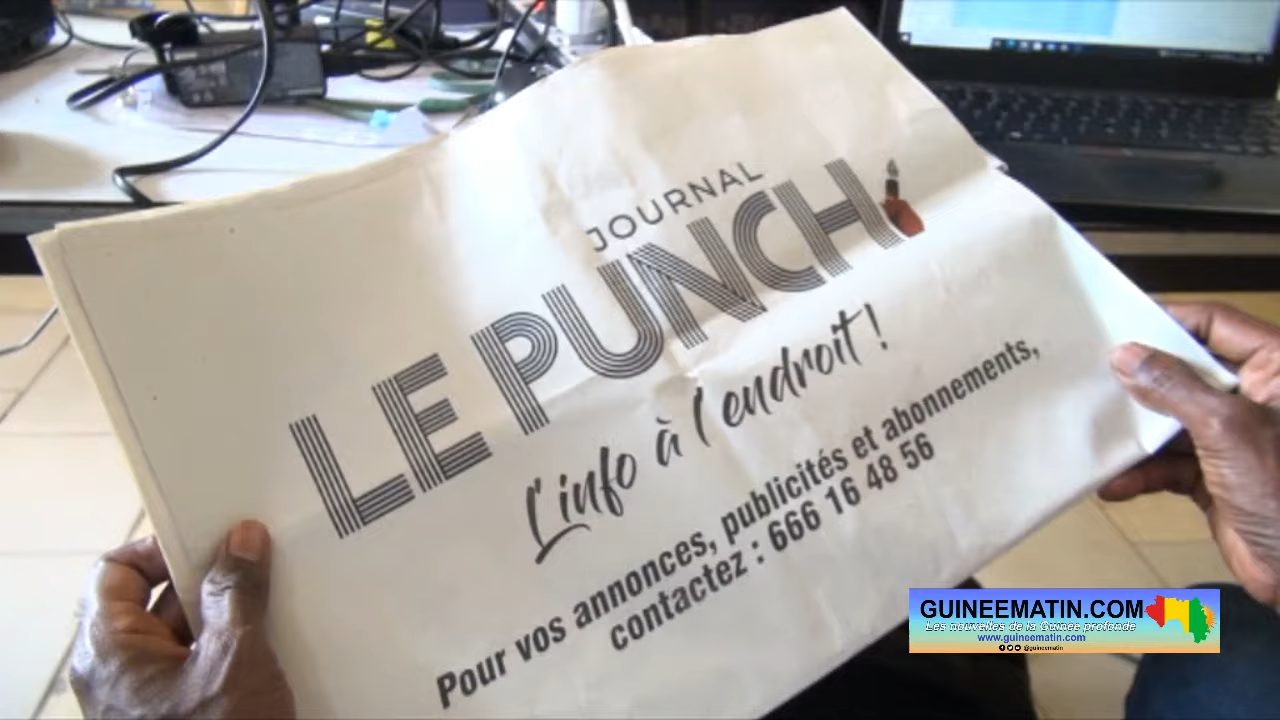 JOURNAL
LE PUNCH
L'info à l'endroit !
Pour vos annonces, publicités et abonnements,
contactez : 666 16 48 56
GUINEEMATIN.COM
Les nouvelles de la Guinée profonde
www.guineematin.com
@guineematin